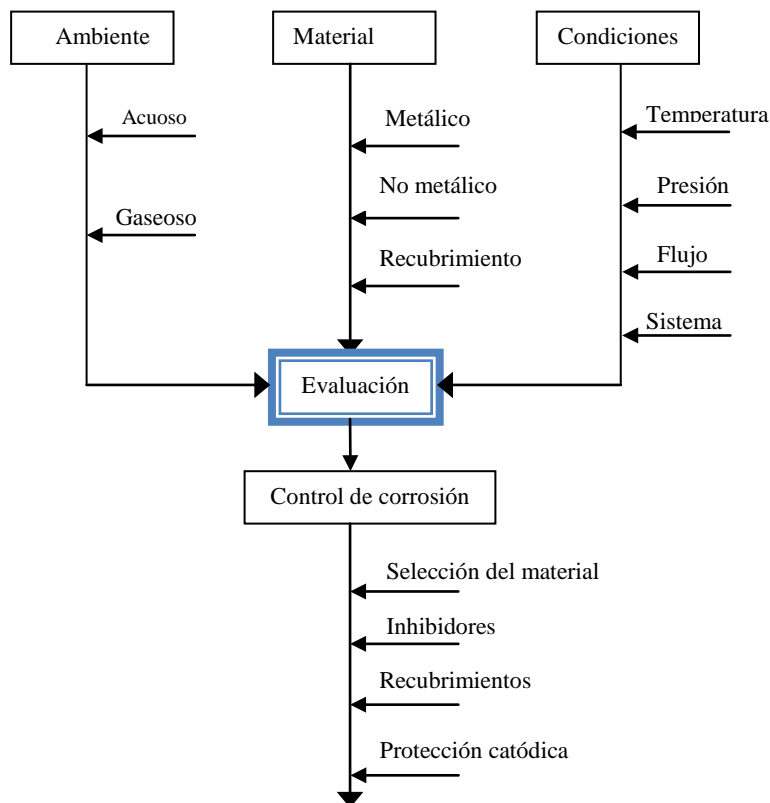 Ambiente
Material
Condiciones
Acuoso
Gaseoso
Metálico
No metálico
Recubrimiento
Temperatura
Presión
Flujo
Sistema
Evaluación
Control de corrosión
Selección del material
Inhibidores
Recubrimientos
Protección catódica